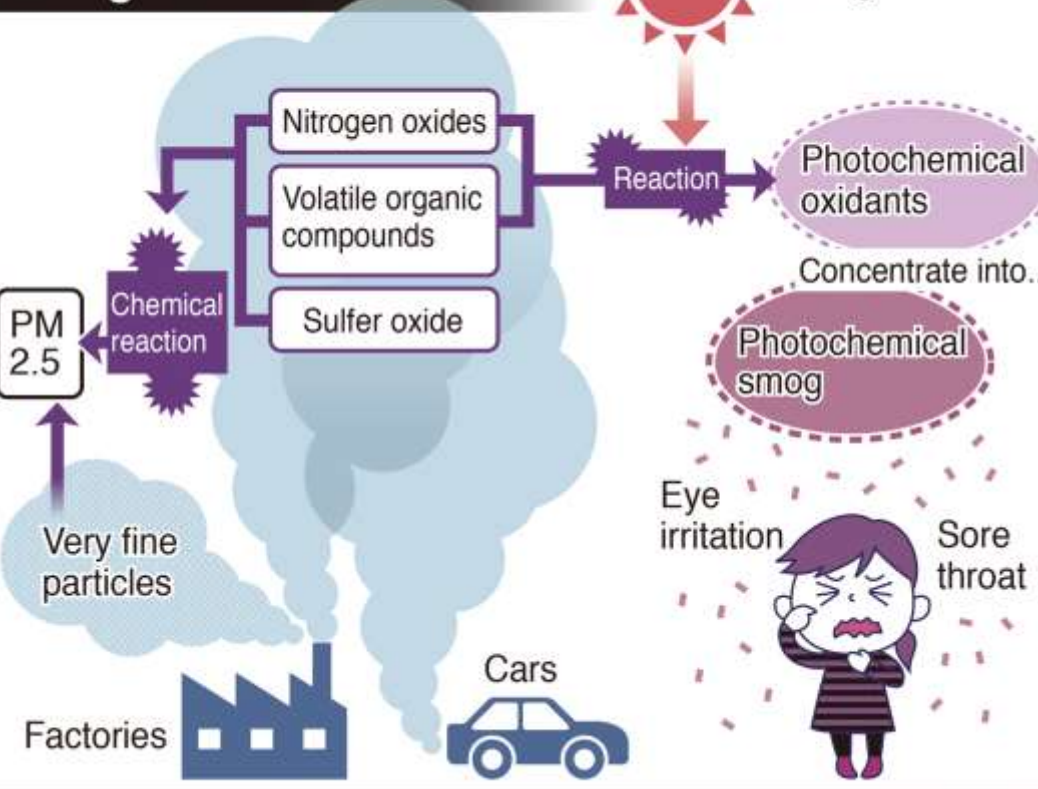 Nitrogen oxides
Volatile organic
compounds
Sulfer oxide
Reaction
Photochemical
oxidants
Concentrate into..
Photochemical
smog
Chemical
reaction
PM
2.5
Very fine
particles
Eye
irritation
Sore
throat
Factories
Cars